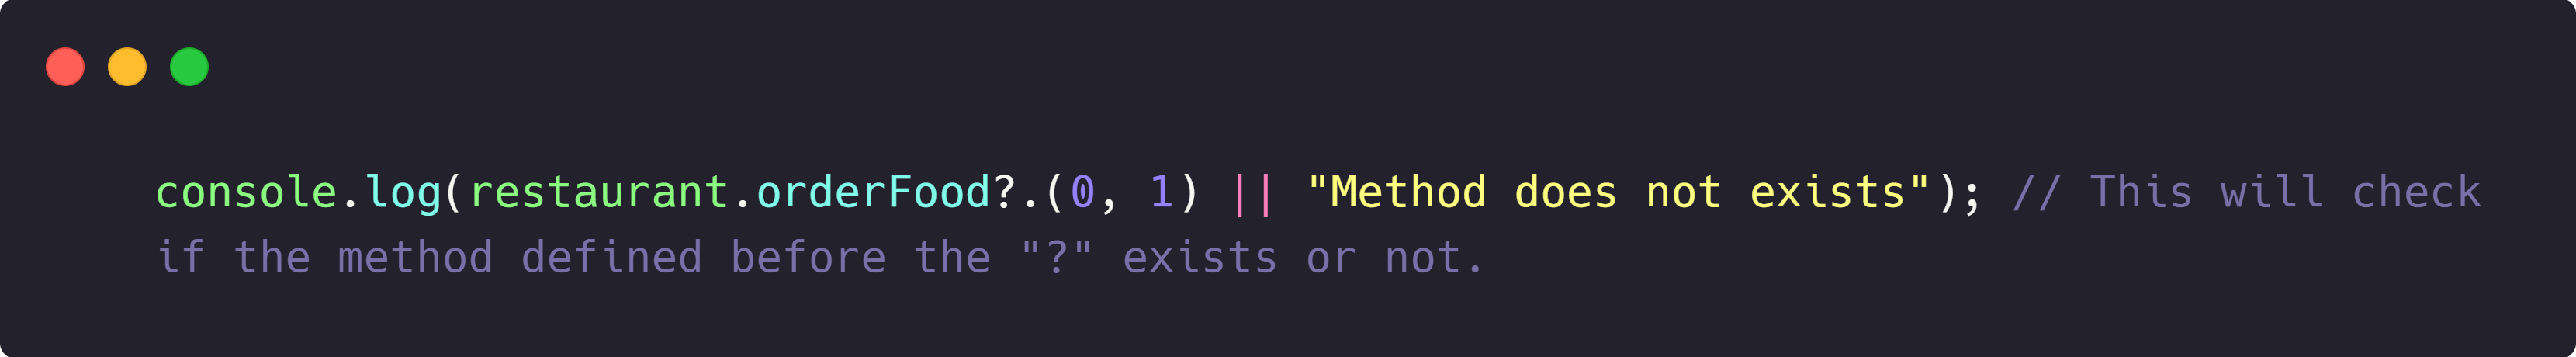 console.log(restaurant.orderFood?.(0, 1) || "Method does not exists"); // This will check
if the method defined before the "?" exists or not.